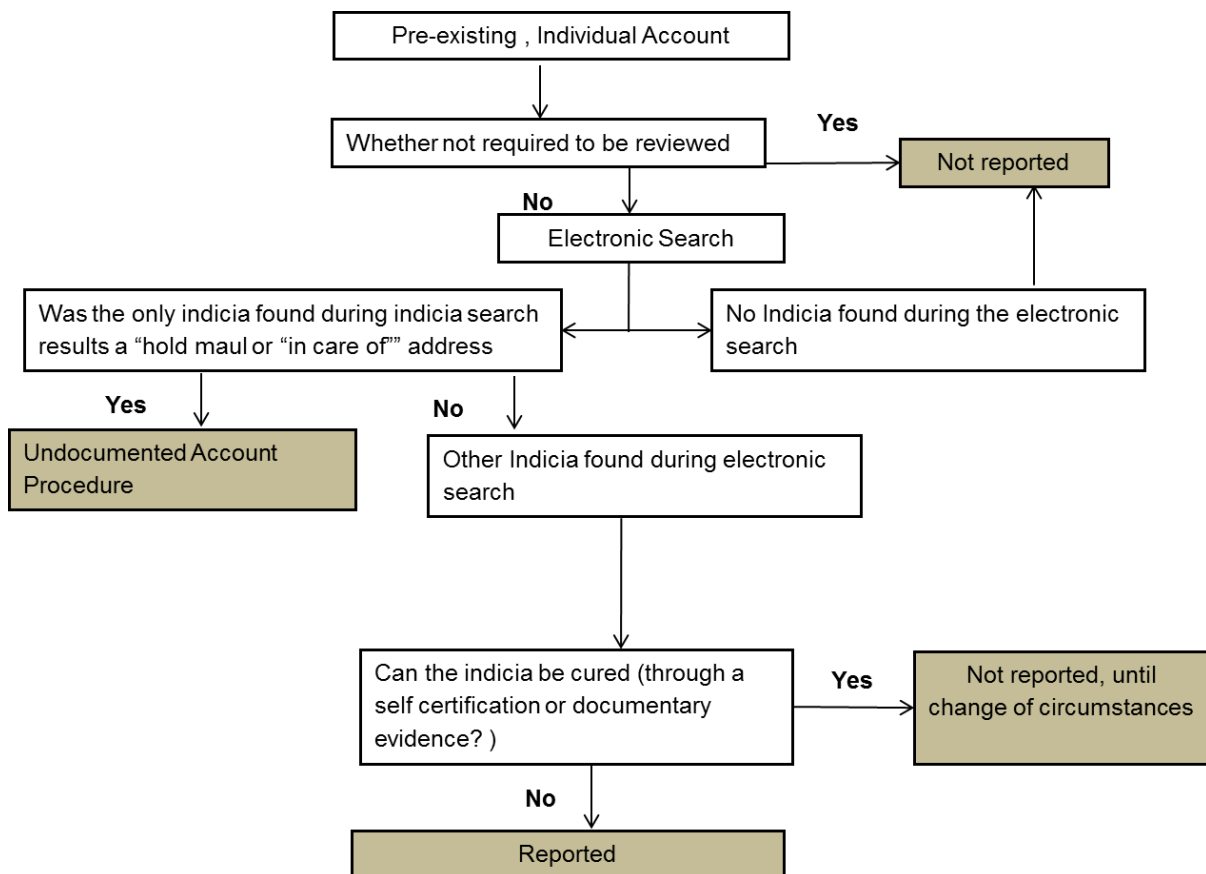 Pre-existing , Individual Account
Whether not required to be reviewed
Yes
Not reported
No
Electronic Search
Was the only indicia found during indicia search
results a “hold maul or “in care of”” address
No Indicia found during the electronic
search
Yes
No
Undocumented Account
Procedure
Other Indicia found during electronic
search
Can the indicia be cured (through a
self certification or documentary
evidence? )
Yes
Not reported, until
change of circumstances
No
Reported